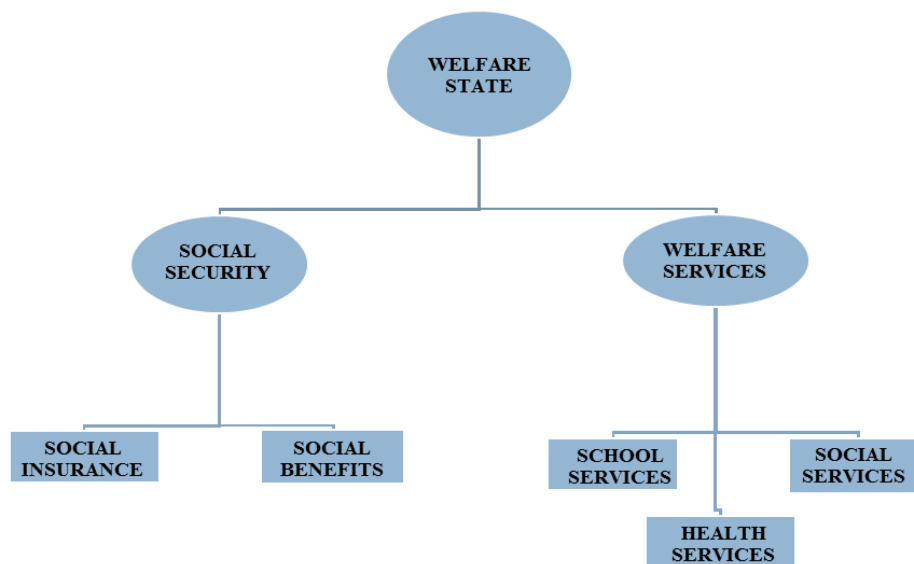 WELFARE
STATE
SOCIAL
SECURITY
WELFARE
SERVICES
SOCIAL
INSURANCE
SOCIAL
BENEFITS
SCHOOL
SERVICES
SOCIAL
SERVICES
HEALTH
SERVICES